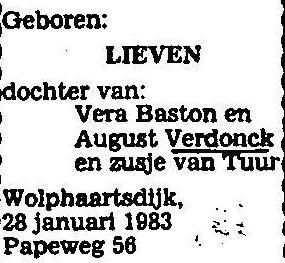 Geboren:
LIEVEN
dochter van:
Vera Baston en
August Verdonck
en zusje van Tuur
Wolphaartsdijk,
28 januari 1983
Papeweg 56